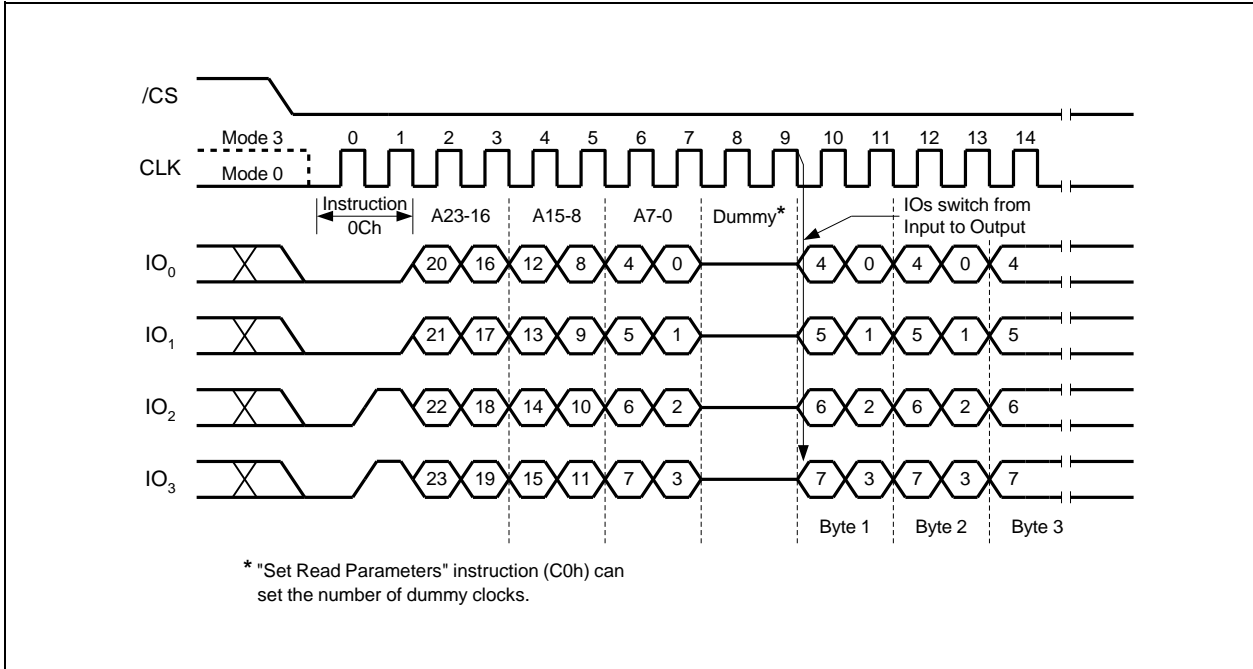 /CS
Mode 3 0 1 2 3 4 5 6 7 8 9 10 11 12 13 14
CLK
Mode 0
Instruction
0Ch
A23-16 A15-8 A7-0 Dummy*
IOs switch from
Input to Output
IO0 20 16 12 8 4 0 4 0 4 0 4
IO1 21 17 13 9 5 1 5 1 5 1 5
IO2 22 18 14 10 6 2 6 2 6 2 6
IO3 23 19 15 11 7 3 7 3 7 3 7
Byte 1 Byte 2 Byte 3
* "Set Read Parameters" instruction (C0h) can
set the number of dummy clocks.